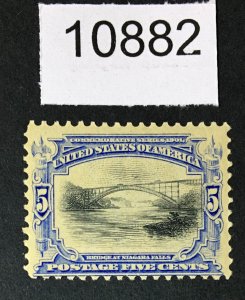 10882
COMMEMORATIVE SERIES, 1901
UNITED STATES OF AMERICA
5 5
BRIDGE AT NIAGARA FALLS
POSTAGE FIVE CENTS